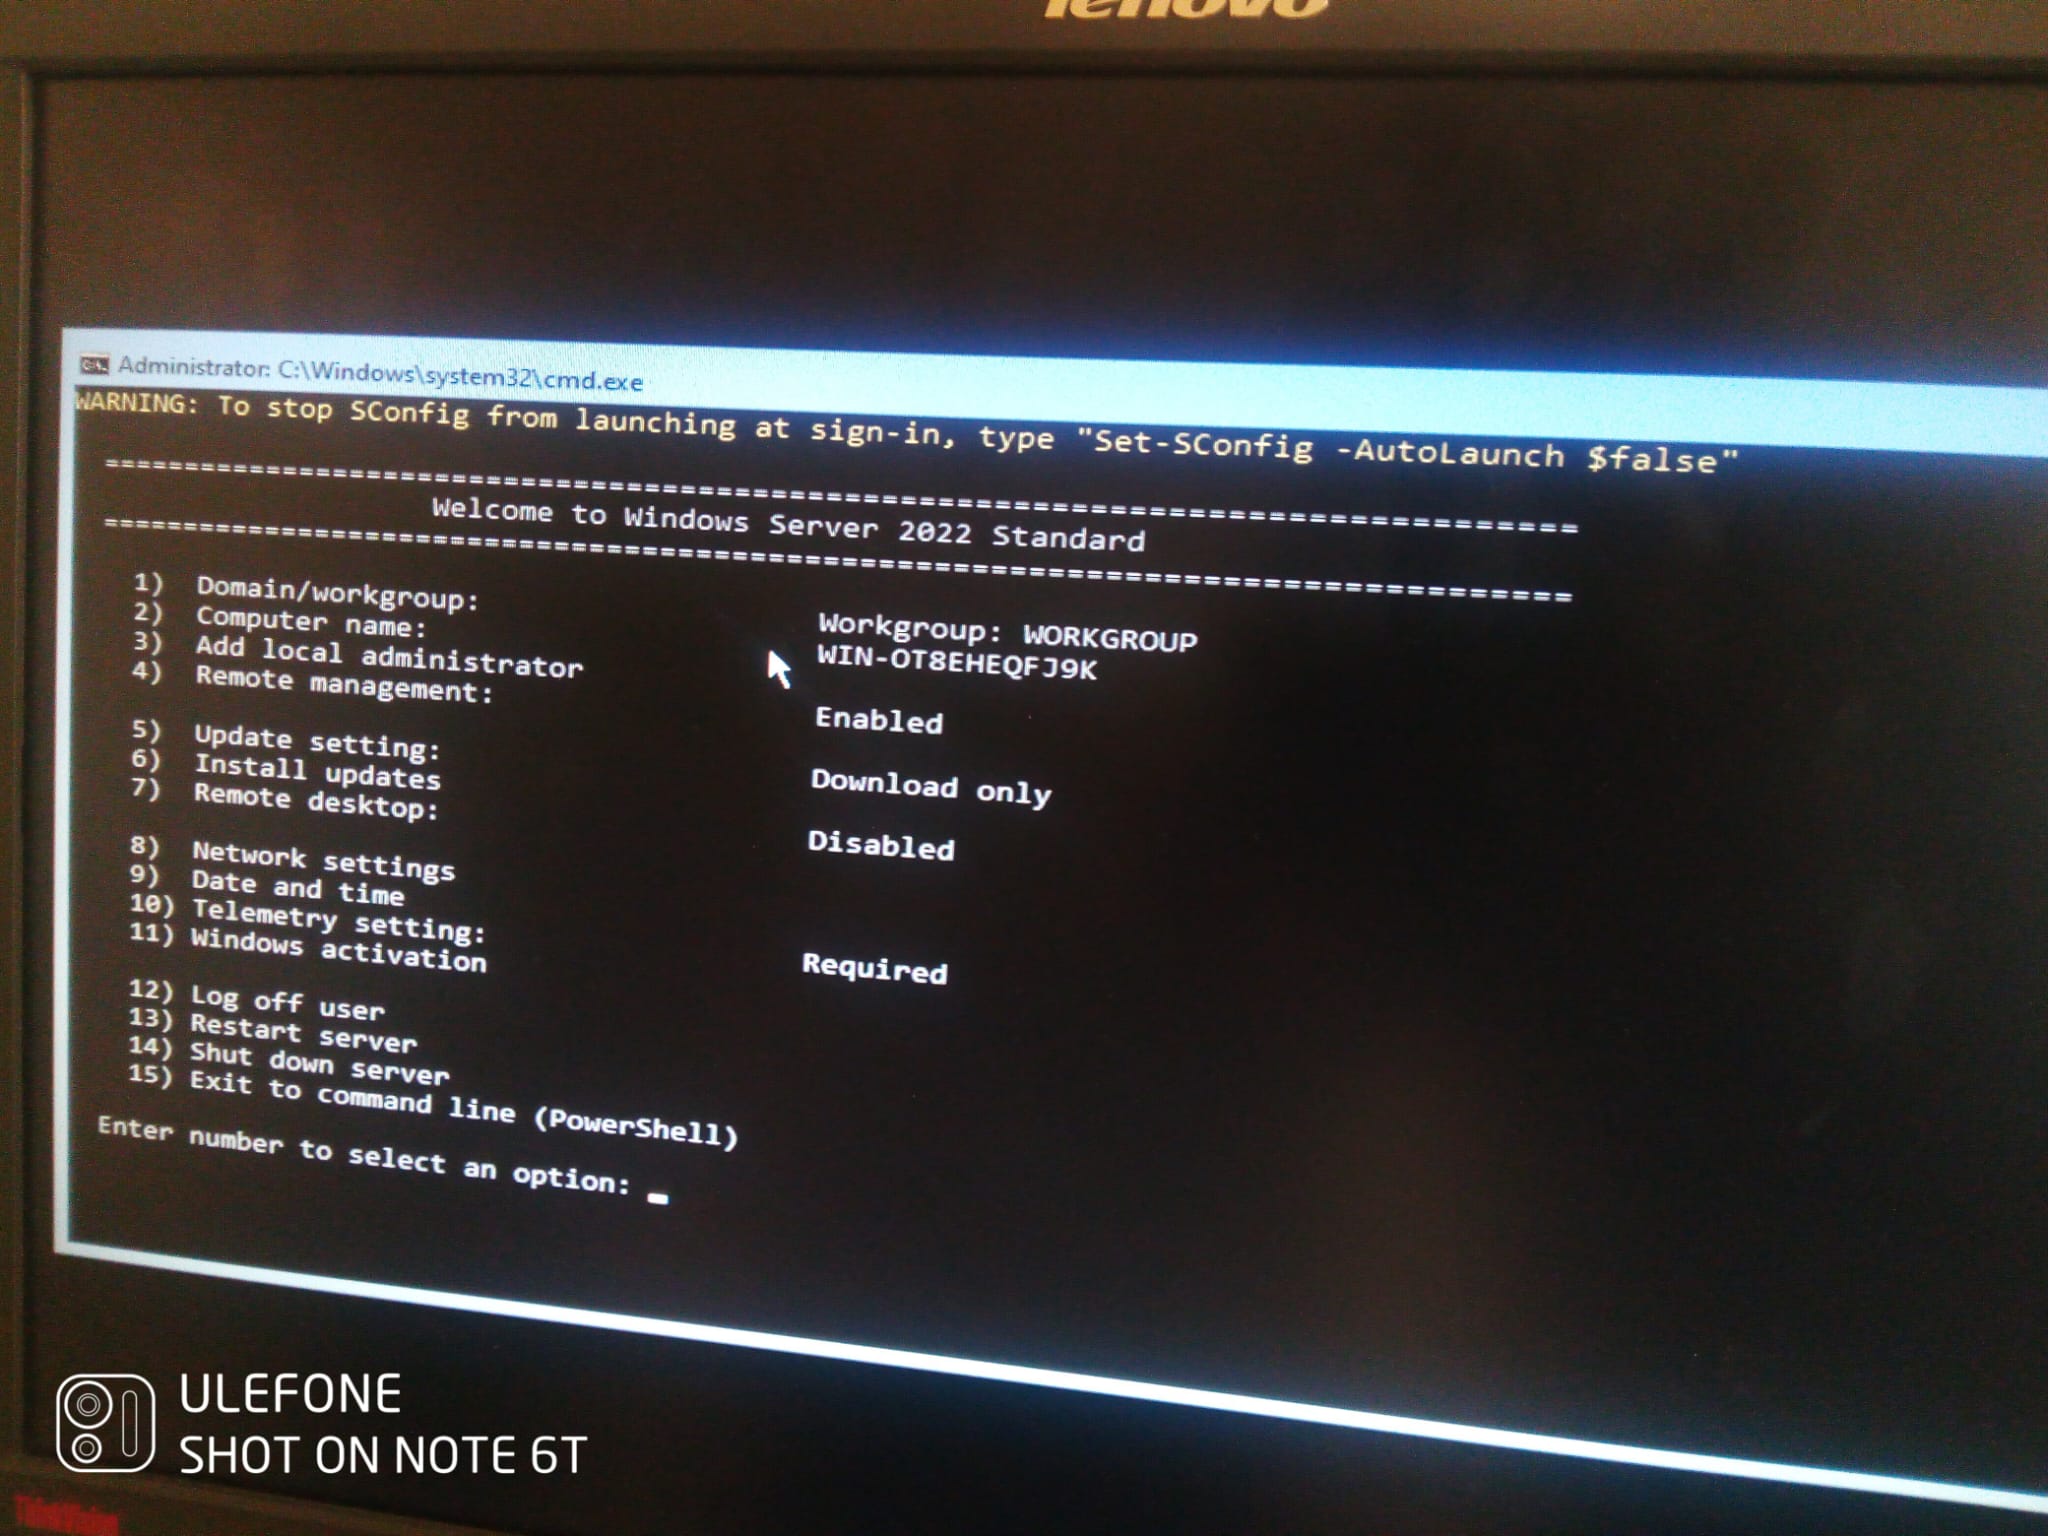 lenovo
Administrator: C:\Windows\system32\cmd.exe
WARNING: To stop SConfig from launching at sign-in, type "Set-SConfig -AutoLaunch $false"
================================================================================
Welcome to Windows Server 2022 Standard
================================================================================
1) Domain/workgroup: Workgroup: WORKGROUP
2) Computer name: WIN-OT8EHEQFJ9K
3) Add local administrator
4) Remote management: Enabled
5) Update setting: Download only
6) Install updates
7) Remote desktop: Disabled
8) Network settings
9) Date and time
10) Telemetry setting: Required
11) Windows activation
12) Log off user
13) Restart server
14) Shut down server
15) Exit to command line (PowerShell)
Enter number to select an option:
ULEFONE
SHOT ON NOTE 6T
ThinkVision